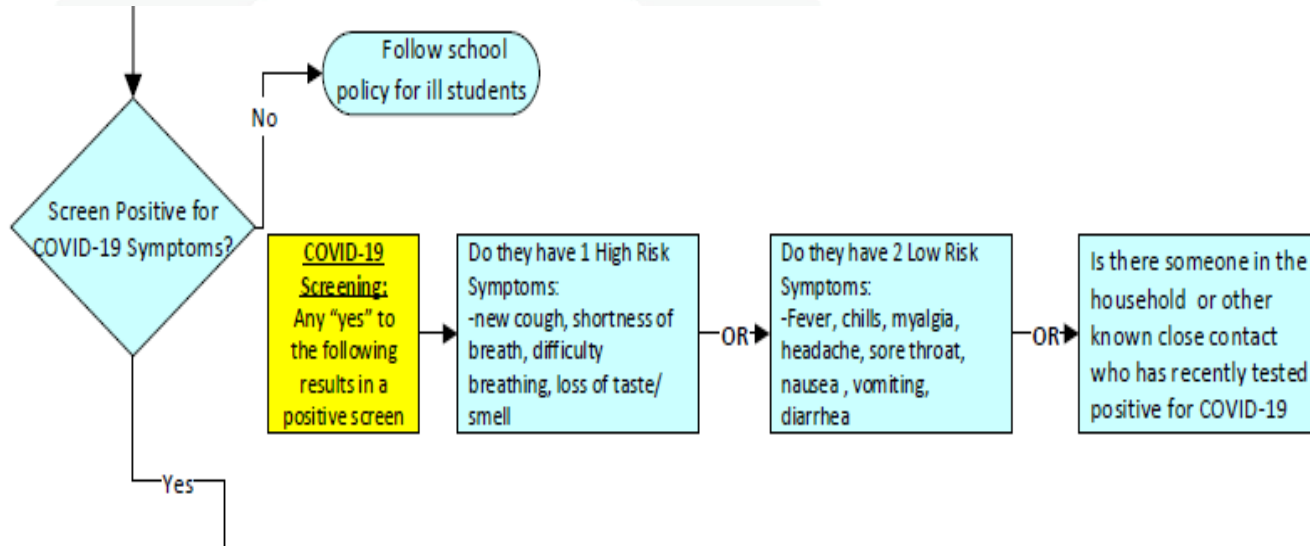 Follow school
policy for ill students
No
Screen Positive for
COVID-19 Symptoms?
COVID-19
Screening:
Any “yes” to
the following
results in a
positive screen
Do they have 1 High Risk
Symptoms:
-new cough, shortness of
breath, difficulty
breathing, loss of taste/
smell
OR
Do they have 2 Low Risk
Symptoms:
-Fever, chills, myalgia,
headache, sore throat,
nausea , vomiting,
diarrhea
OR
Is there someone in the
household or other
known close contact
who has recently tested
positive for COVID-19
Yes